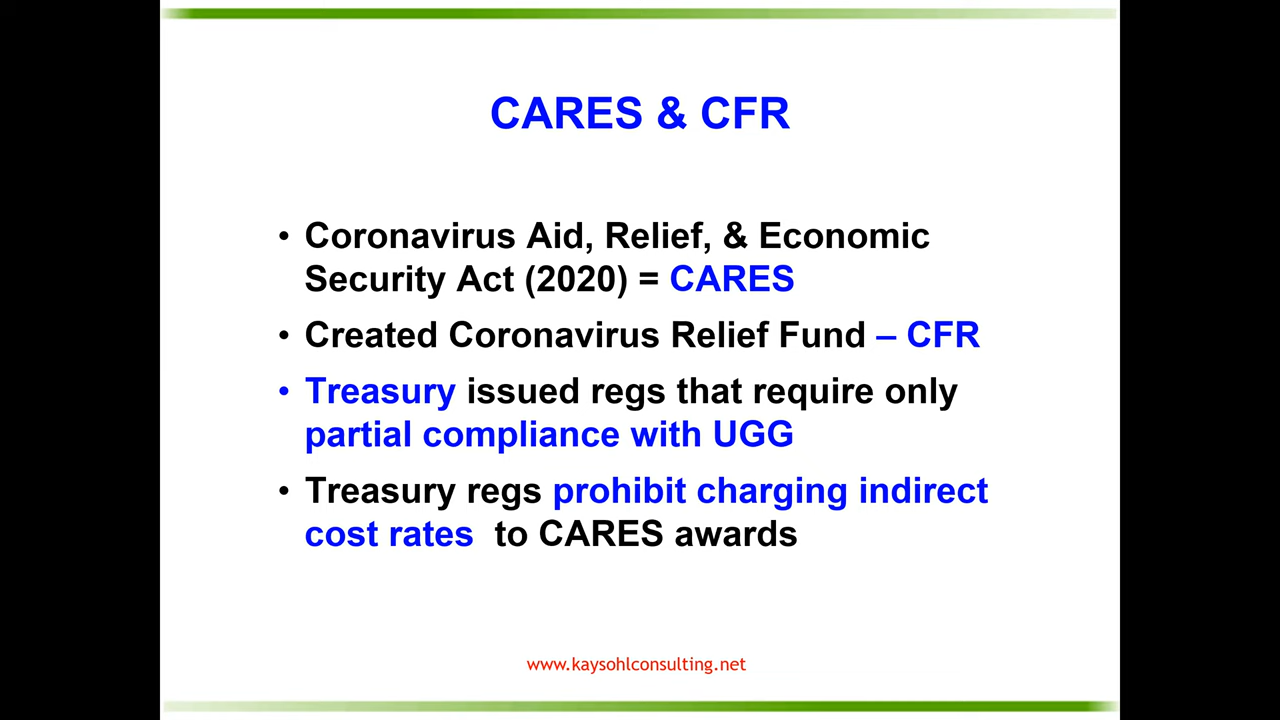 CARES & CFR
• Coronavirus Aid, Relief, & Economic
Security Act (2020) = CARES
• Created Coronavirus Relief Fund – CFR
• Treasury issued regs that require only
partial compliance with UGG
• Treasury regs prohibit charging indirect
cost rates to CARES awards
www.kaysohlconsulting.net